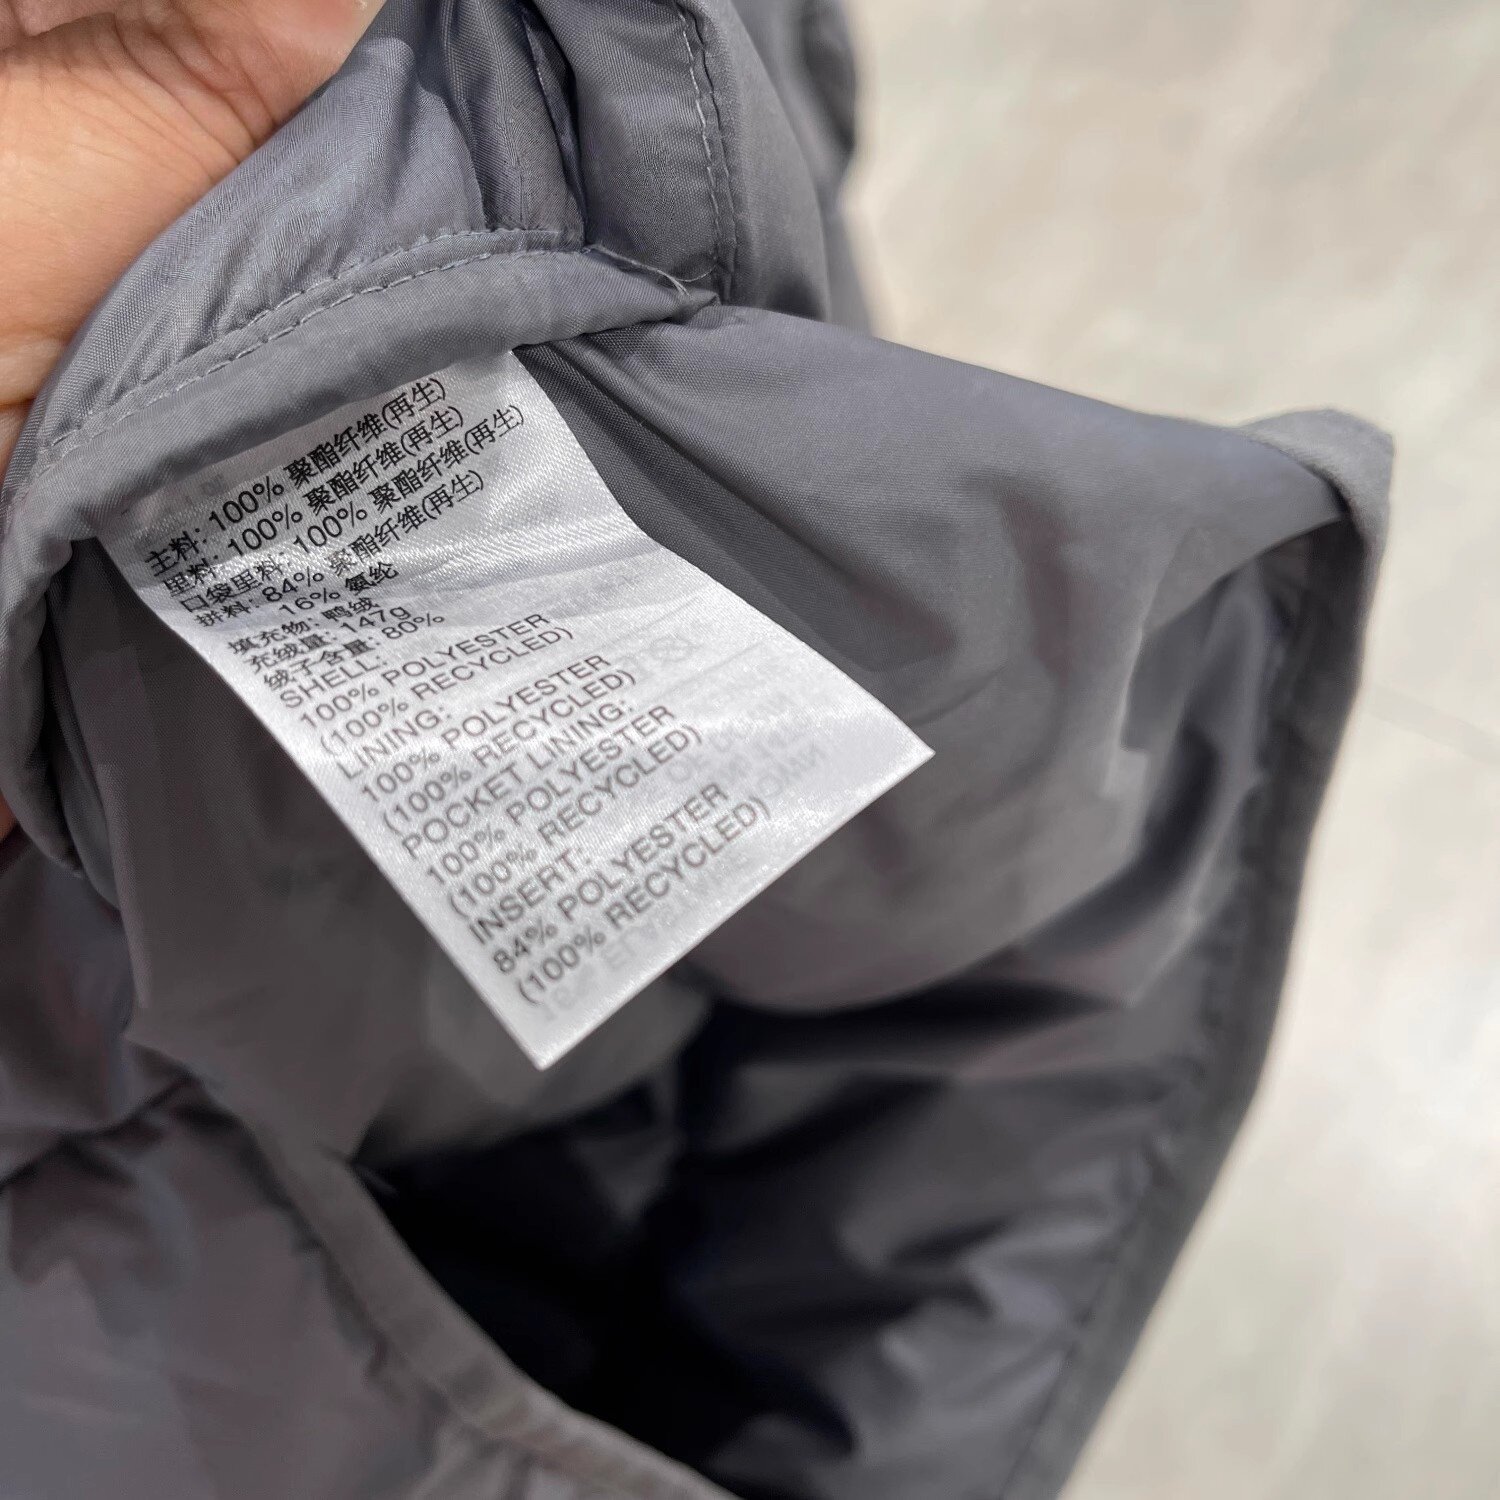 主料: 100% 聚酯纤维(再生)
里料: 100% 聚酯纤维(再生)
口袋里料: 100% 聚酯纤维(再生)
拼料: 84% 聚酯纤维(再生)
16% 氨纶
填充物: 鸭绒
充绒量: 147g
绒子含量: 80%
SHELL:
100% POLYESTER
(100% RECYCLED)
LINING:
100% POLYESTER
(100% RECYCLED)
POCKET LINING:
100% POLYESTER
(100% RECYCLED)
INSERT:
84% POLYESTER
(100% RECYCLED)